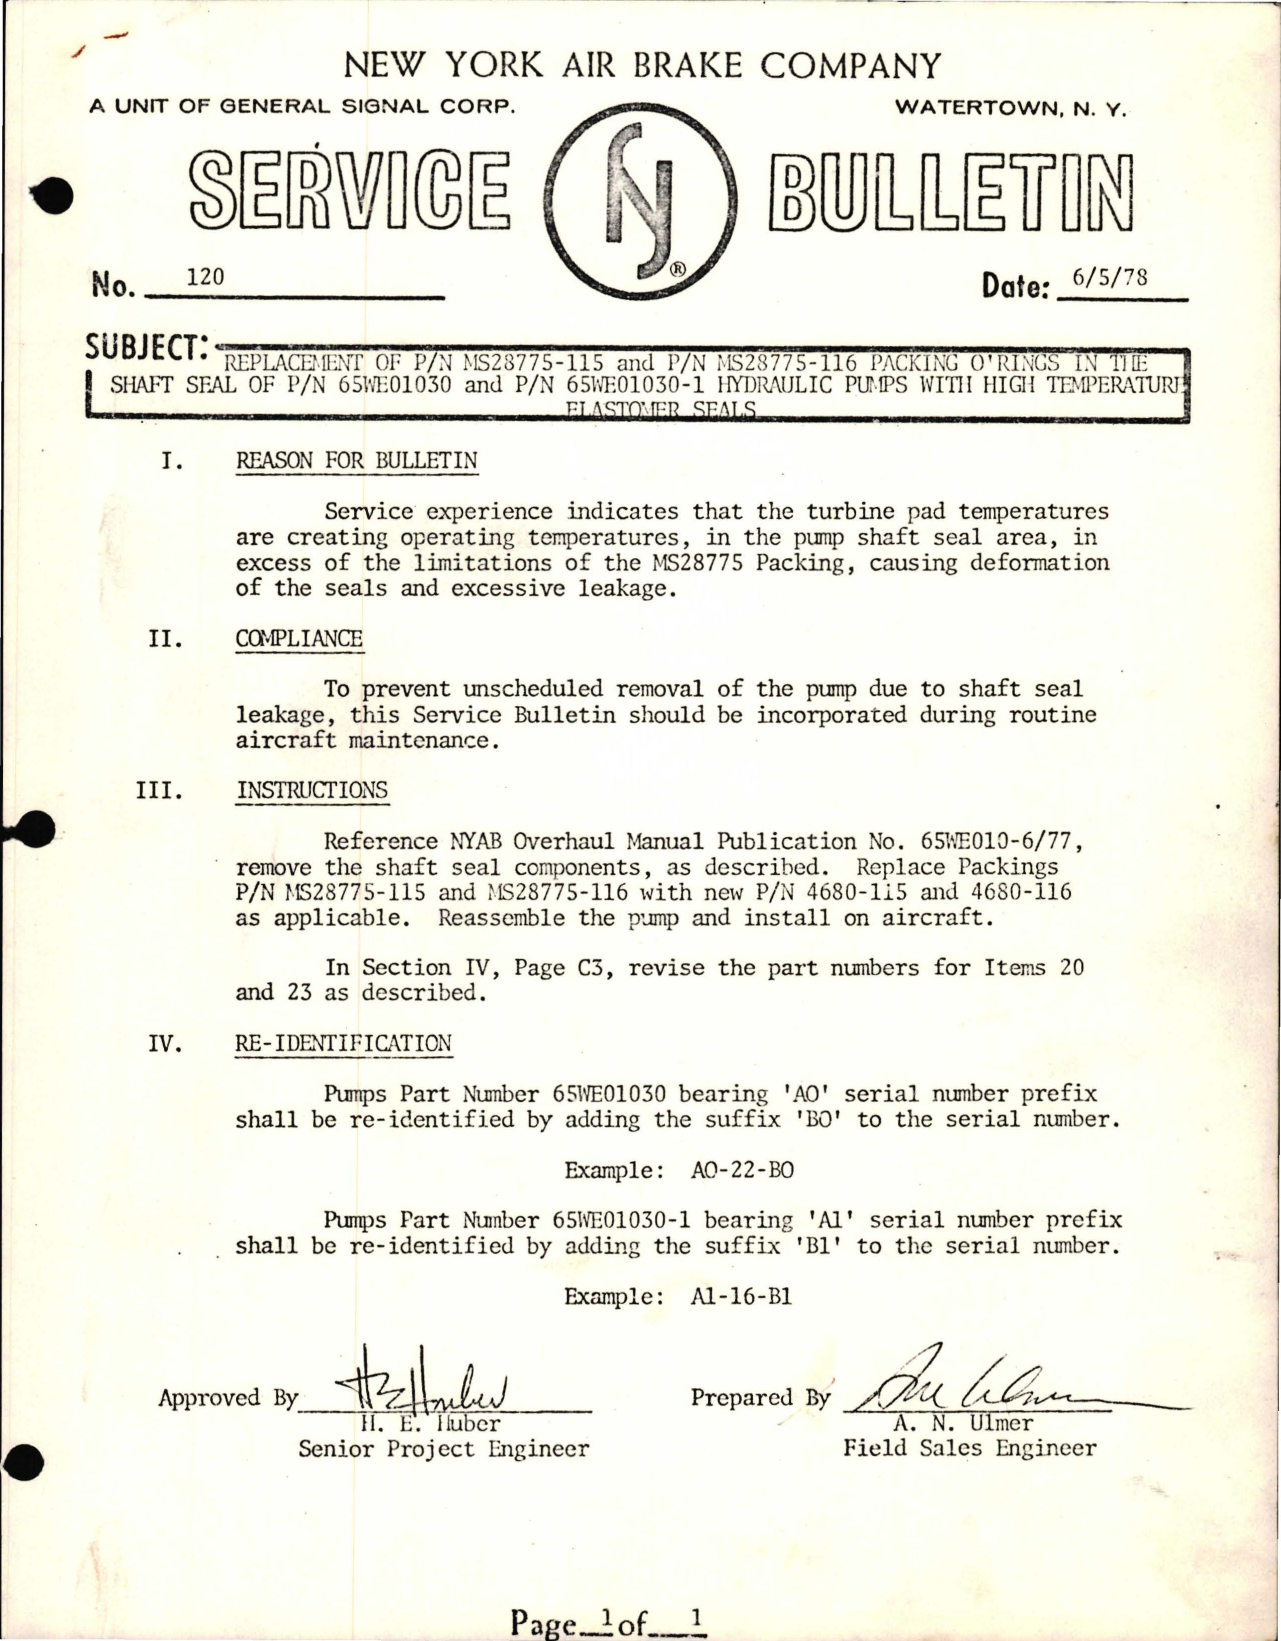 NEW YORK AIR BRAKE COMPANY
A UNIT OF GENERAL SIGNAL CORP.
WATERTOWN, N. Y.
SERVICE ny® BULLETIN
No. 120
Date: 6/5/78
SUBJECT:
REPLACEMENT OF P/N MS28775-115 and P/N MS28775-116 PACKING O'RINGS IN THE
SHAFT SEAL OF P/N 65WE01030 and P/N 65WE01030-1 HYDRAULIC PUMPS WITH HIGH TEMPERATURE
ELASTOMER SEALS
I. REASON FOR BULLETIN
Service experience indicates that the turbine pad temperatures
are creating operating temperatures, in the pump shaft seal area, in
excess of the limitations of the MS28775 Packing, causing deformation
of the seals and excessive leakage.
II. COMPLIANCE
To prevent unscheduled removal of the pump due to shaft seal
leakage, this Service Bulletin should be incorporated during routine
aircraft maintenance.
III. INSTRUCTIONS
Reference NYAB Overhaul Manual Publication No. 65WE010-6/77,
remove the shaft seal components, as described. Replace Packings
P/N MS28775-115 and MS28775-116 with new P/N 4680-115 and 4680-116
as applicable. Reassemble the pump and install on aircraft.
In Section IV, Page C3, revise the part numbers for Items 20
and 23 as described.
IV. RE-IDENTIFICATION
Pumps Part Number 65WE01030 bearing 'AO' serial number prefix
shall be re-identified by adding the suffix 'BO' to the serial number.
Example: AO-22-BO
Pumps Part Number 65WE01030-1 bearing 'A1' serial number prefix
shall be re-identified by adding the suffix 'B1' to the serial number.
Example: A1-16-B1
Approved By H E Huber
H. E. Huber
Senior Project Engineer
Prepared By
A. N. Ulmer
Field Sales Engineer
Page 1 of 1